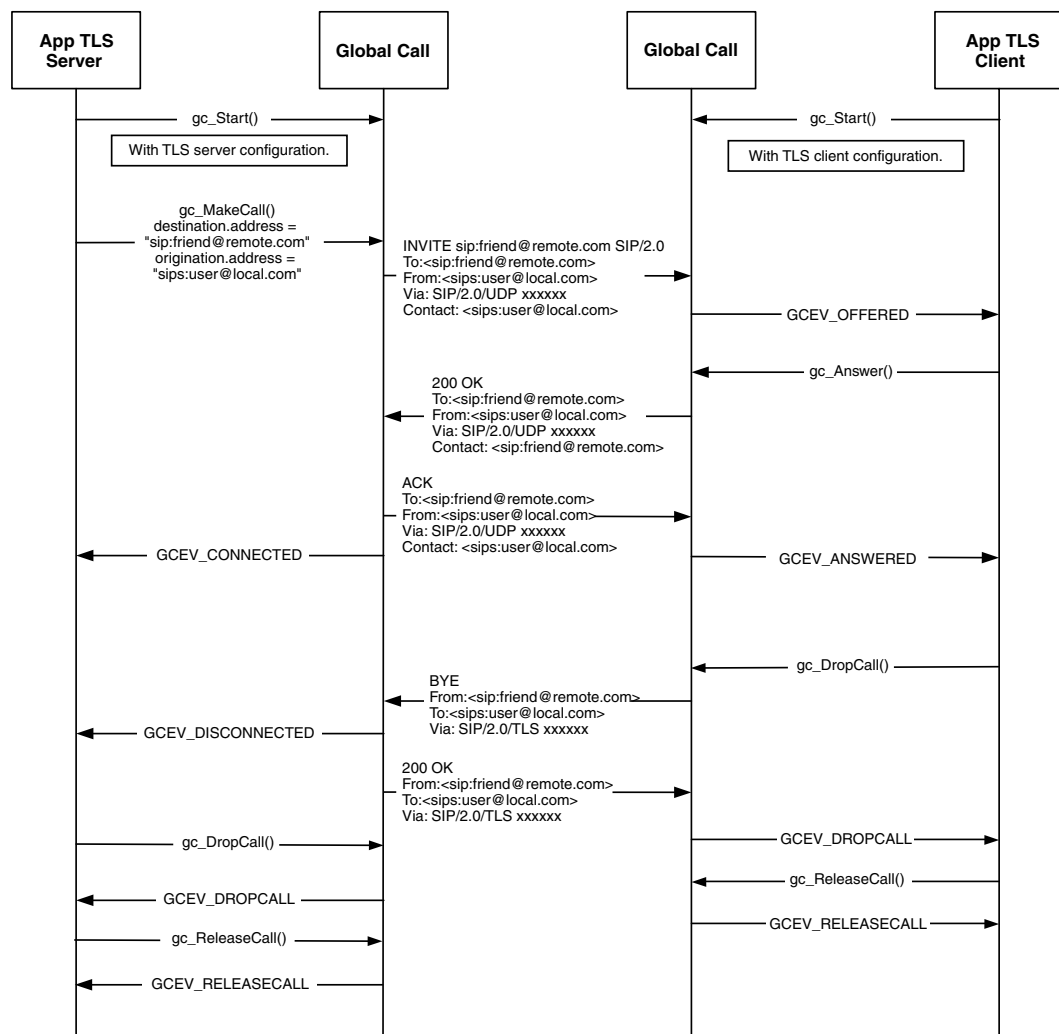 App TLS
Server
Global Call
Global Call
App TLS
Client
gc_Start()
gc_Start()
With TLS server configuration.
With TLS client configuration.
gc_MakeCall()
destination.address =
"sip:friend@remote.com"
origination.address =
"sips:user@local.com"
INVITE sip:friend@remote.com SIP/2.0
To:<sip:friend@remote.com>
From:<sips:user@local.com>
Via: SIP/2.0/UDP xxxxxx
Contact: <sips:user@local.com>
GCEV_OFFERED
gc_Answer()
200 OK
To:<sip:friend@remote.com>
From:<sips:user@local.com>
Via: SIP/2.0/UDP xxxxxx
Contact: <sip:friend@remote.com>
ACK
To:<sip:friend@remote.com>
From:<sips:user@local.com>
Via: SIP/2.0/UDP xxxxxx
Contact: <sips:user@local.com>
GCEV_CONNECTED
GCEV_ANSWERED
gc_DropCall()
BYE
From:<sip:friend@remote.com>
To:<sips:user@local.com>
Via: SIP/2.0/TLS xxxxxx
GCEV_DISCONNECTED
200 OK
From:<sip:friend@remote.com>
To:<sips:user@local.com>
Via: SIP/2.0/TLS xxxxxx
gc_DropCall()
GCEV_DROPCALL
gc_ReleaseCall()
GCEV_DROPCALL
GCEV_RELEASECALL
gc_ReleaseCall()
GCEV_RELEASECALL